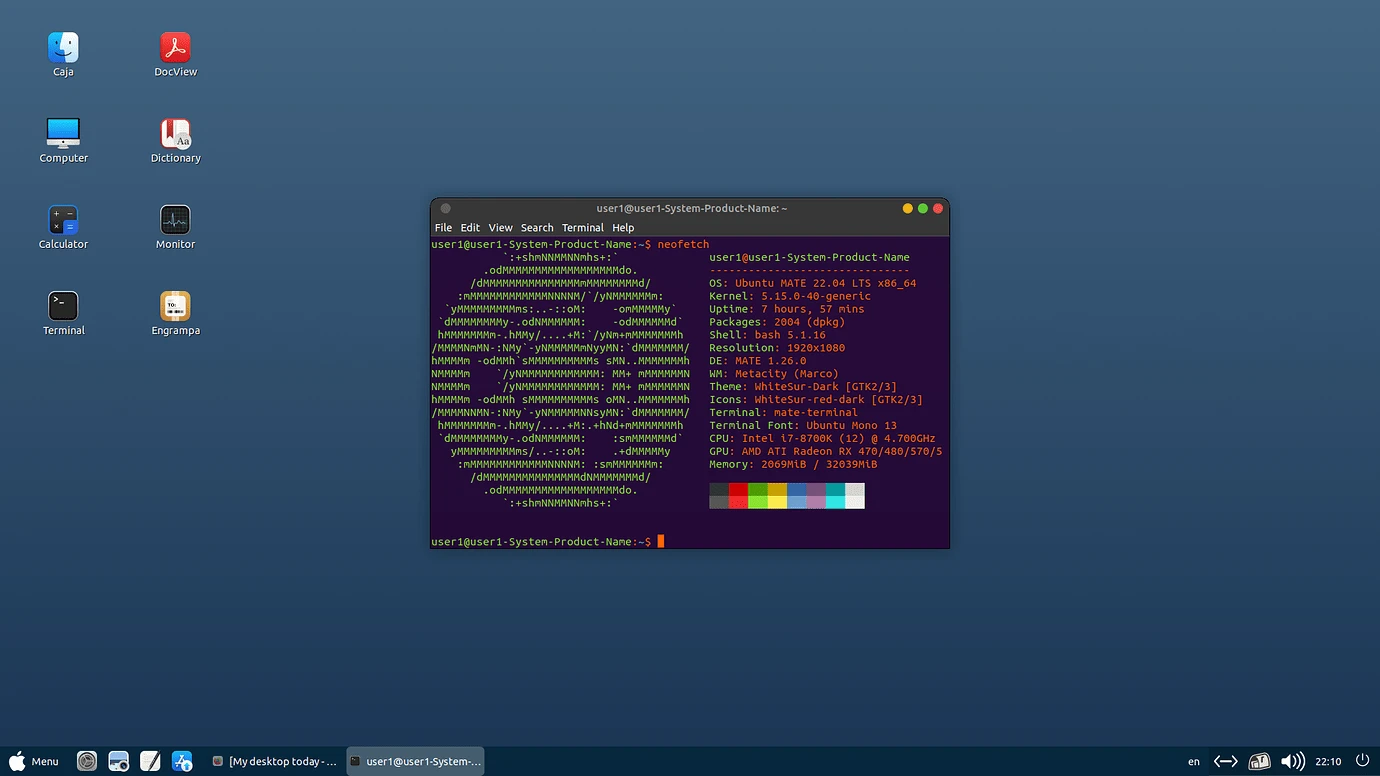 Caja
DocView
Computer
Dictionary
Calculator
Monitor
Terminal
Engrampa
user1@user1-System-Product-Name: ~
File Edit View Search Terminal Help
user1@user1-System-Product-Name:~$ neofetch
user1@user1-System-Product-Name
-------------------------------
OS: Ubuntu MATE 22.04 LTS x86_64
Kernel: 5.15.0-40-generic
Uptime: 7 hours, 57 mins
Packages: 2004 (dpkg)
Shell: bash 5.1.16
Resolution: 1920x1080
DE: MATE 1.26.0
WM: Metacity (Marco)
Theme: WhiteSur-Dark [GTK2/3]
Icons: WhiteSur-red-dark [GTK2/3]
Terminal: mate-terminal
Terminal Font: Ubuntu Mono 13
CPU: Intel i7-8700K (12) @ 4.700GHz
GPU: AMD ATI Radeon RX 470/480/570/5
Memory: 2069MiB / 32039MiB
user1@user1-System-Product-Name:~$
Menu
[My desktop today - ...
user1@user1-System-...
en
22:10